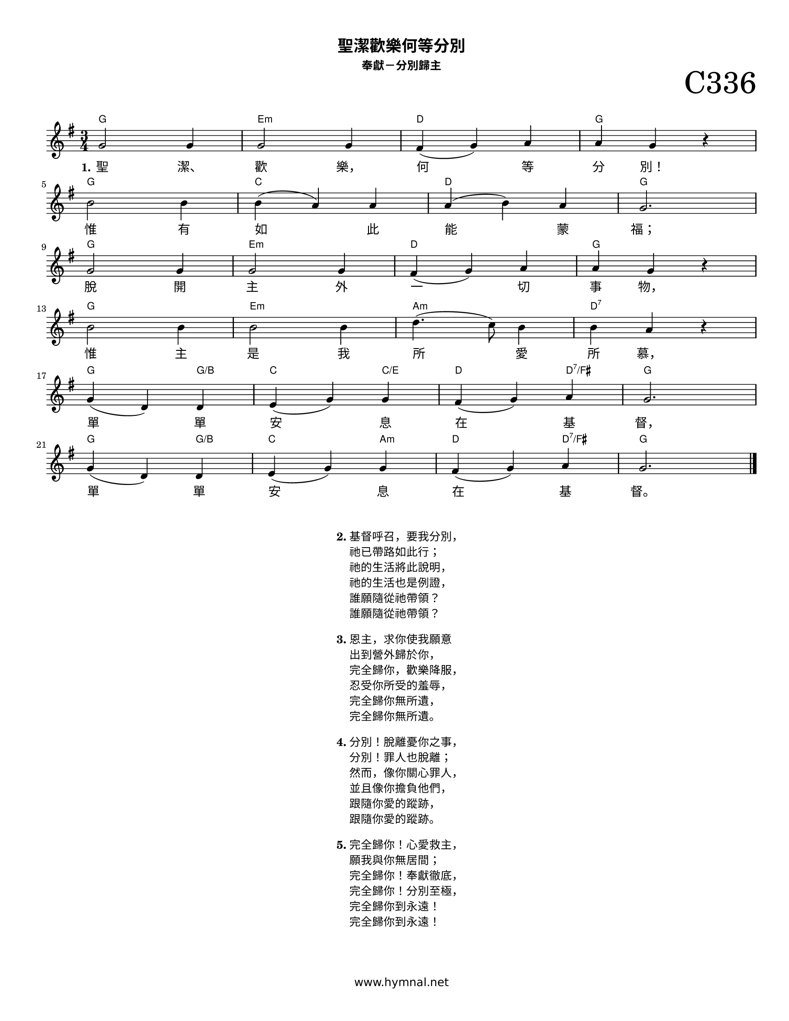 聖潔歡樂何等分別
奉獻－分別歸主
C336
G Em D G
3
4
1. 聖 潔、 歡 樂， 何 等 分 別！
5
G C D G
惟 有 如 此 能 蒙 福；
9
G Em D G
脫 開 主 外 一 切 事 物，
13
G Em Am D7
惟 主 是 我 所 愛 所 慕，
17
G G/B C C/E D D7/F♯ G
單 單 安 息 在 基 督，
21
G G/B C Am D D7/F♯ G
單 單 安 息 在 基 督。
2. 基督呼召，要我分別，
祂已帶路如此行；
祂的生活將此說明，
祂的生活也是例證，
誰願隨從祂帶領？
誰願隨從祂帶領？
3. 恩主，求你使我願意
出到營外歸於你，
完全歸你，歡樂降服，
忍受你所受的羞辱，
完全歸你無所遺，
完全歸你無所遺。
4. 分別！脫離憂你之事，
分別！罪人也脫離；
然而，像你關心罪人，
並且像你擔負他們，
跟隨你愛的蹤跡，
跟隨你愛的蹤跡。
5. 完全歸你！心愛救主，
願我與你無居間；
完全歸你！奉獻徹底，
完全歸你！分別至極，
完全歸你到永遠！
完全歸你到永遠！
www.hymnal.net